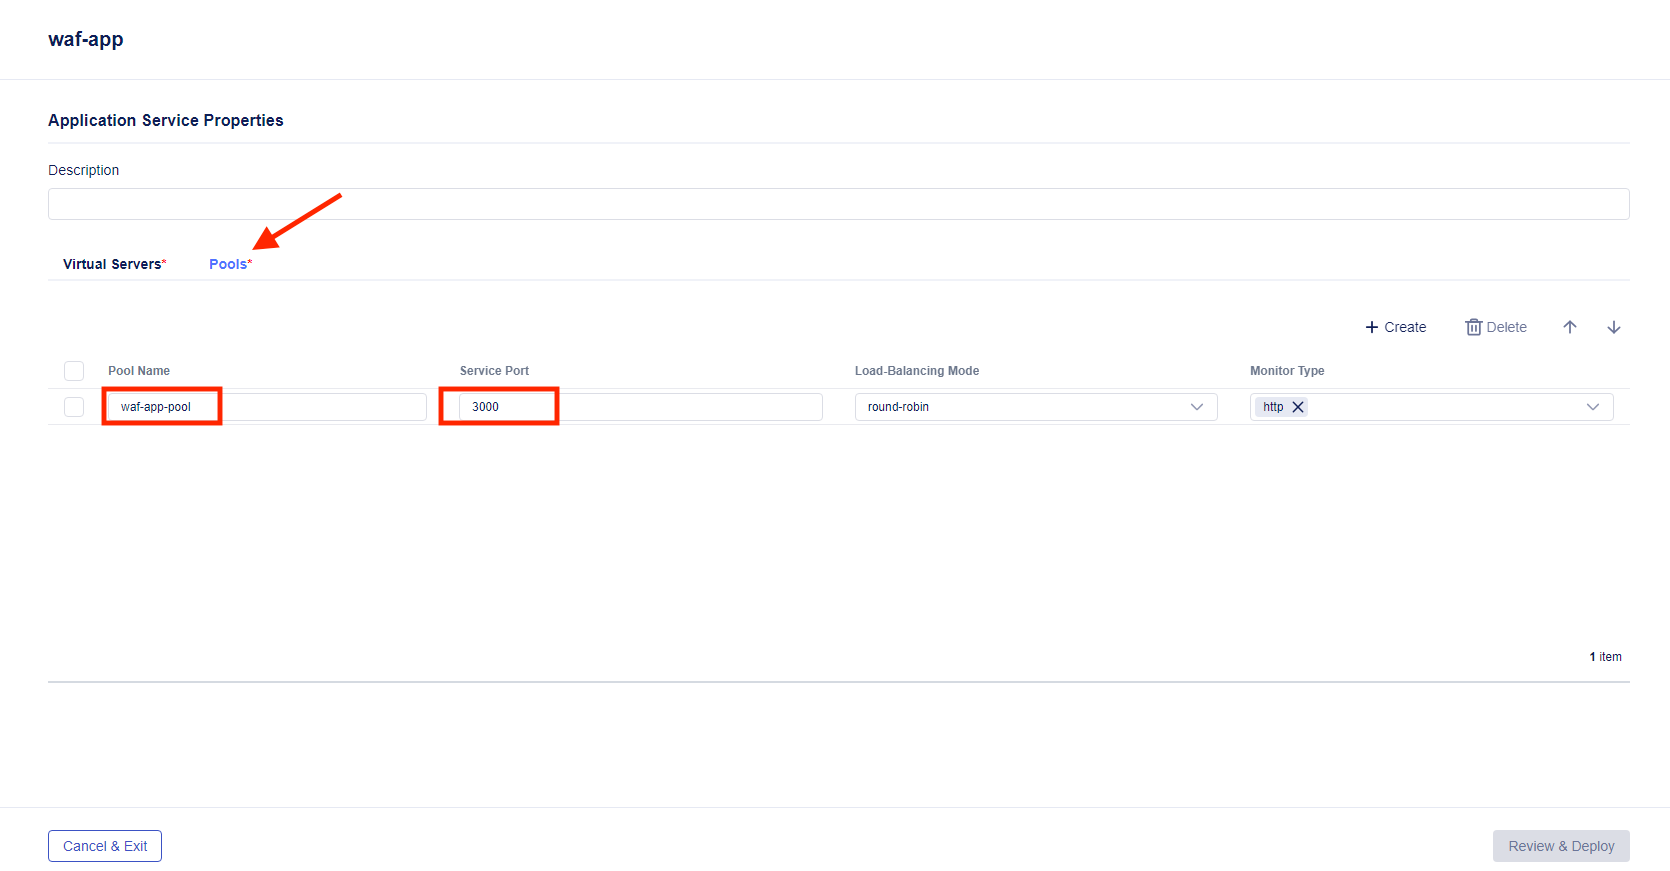 waf-app
Application Service Properties
Description
Virtual Servers* Pools*
Create Delete
Pool Name Service Port Load-Balancing Mode Monitor Type
waf-app-pool 3000 round-robin http
1 item
Cancel & Exit Review & Deploy